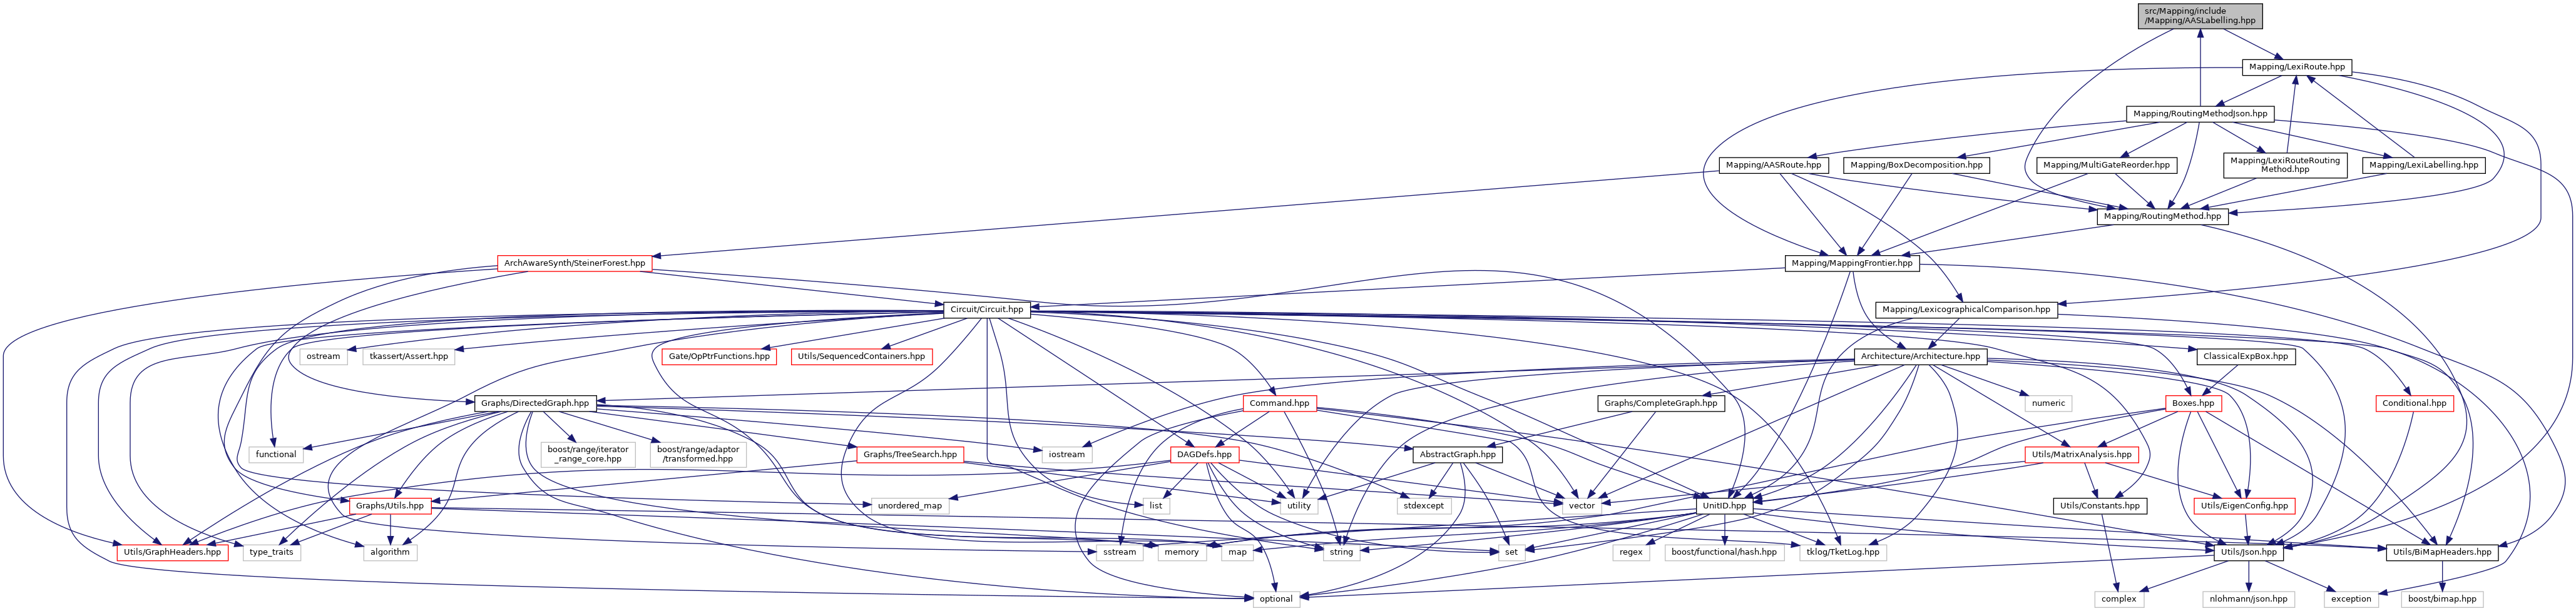 src/Mapping/include
/Mapping/AASLabelling.hpp
Mapping/LexiRoute.hpp
Mapping/RoutingMethodJson.hpp
Mapping/AASRoute.hpp
Mapping/BoxDecomposition.hpp
Mapping/MultiGateReorder.hpp
Mapping/LexiRouteRouting
Method.hpp
Mapping/LexiLabelling.hpp
Mapping/RoutingMethod.hpp
ArchAwareSynth/SteinerForest.hpp
Mapping/MappingFrontier.hpp
Circuit/Circuit.hpp
Mapping/LexicographicalComparison.hpp
ostream
tkassert/Assert.hpp
Gate/OpPtrFunctions.hpp
Utils/SequencedContainers.hpp
Architecture/Architecture.hpp
ClassicalExpBox.hpp
Graphs/DirectedGraph.hpp
Command.hpp
Graphs/CompleteGraph.hpp
numeric
Boxes.hpp
Conditional.hpp
functional
boost/range/iterator
_range_core.hpp
boost/range/adaptor
/transformed.hpp
Graphs/TreeSearch.hpp
iostream
DAGDefs.hpp
AbstractGraph.hpp
Utils/MatrixAnalysis.hpp
Graphs/Utils.hpp
unordered_map
list
utility
stdexcept
vector
UnitID.hpp
Utils/Constants.hpp
Utils/EigenConfig.hpp
Utils/GraphHeaders.hpp
type_traits
algorithm
sstream
memory
map
string
set
regex
boost/functional/hash.hpp
tklog/TketLog.hpp
Utils/Json.hpp
Utils/BiMapHeaders.hpp
optional
complex
nlohmann/json.hpp
exception
boost/bimap.hpp